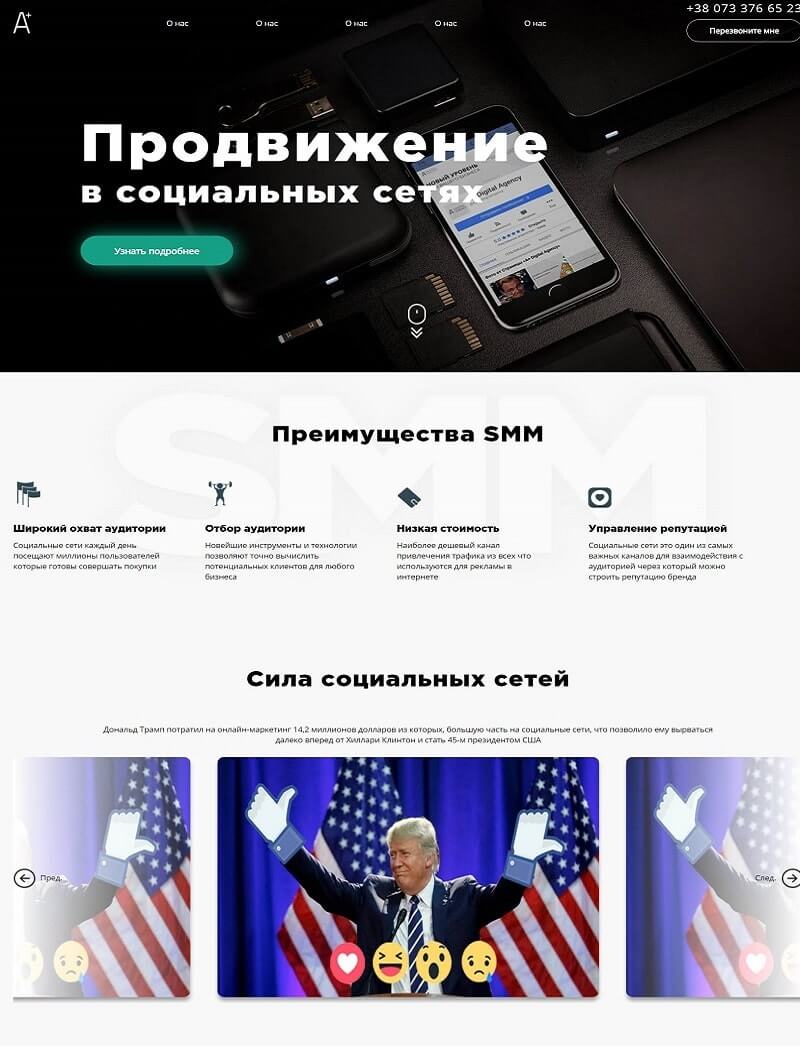 A+
О нас
О нас
О нас
О нас
О нас
+38 073 376 65 23
Перезвоните мне
Продвижение
в социальных сетях
Узнать подробнее
НОВЫЙ УРОВЕНЬ
Digital Agency
5,0
SMM
Преимущества SMM
Широкий охват аудитории
Социальные сети каждый день
посещают миллионы пользователей
которые готовы совершать покупки
Отбор аудитории
Новейшие инструменты и технологии
позволяют точно вычислить
потенциальных клиентов для любого
бизнеса
Низкая стоимость
Наиболее дешевый канал
привлечения трафика из всех что
используются для рекламы в
интернете
Управление репутацией
Социальные сети это один из самых
важных каналов для взаимодействия с
аудиторией через который можно
строить репутацию бренда
Сила социальных сетей
Дональд Трамп потратил на онлайн-маркетинг 14,2 миллионов долларов из которых, большую часть на социальные сети, что позволило ему вырваться
далеко вперед от Хиллари Клинтон и стать 45-м президентом США
Пред.
След.